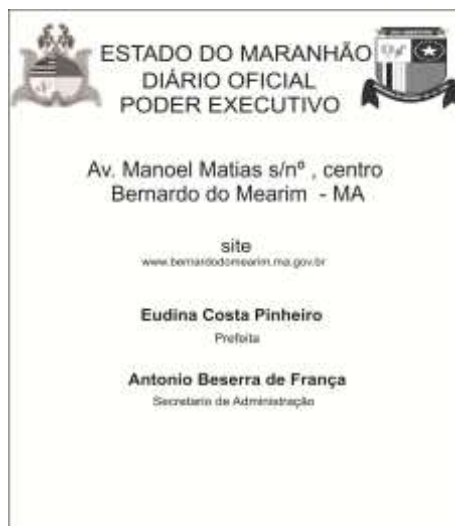 ESTADO DO MARANHÃO
DIÁRIO OFICIAL
PODER EXECUTIVO
Av. Manoel Matias s/nº , centro
Bernardo do Mearim - MA
site
www.bernardodomearim.ma.gov.br
Eudina Costa Pinheiro
Prefeita
Antonio Beserra de França
Secretario de Administração